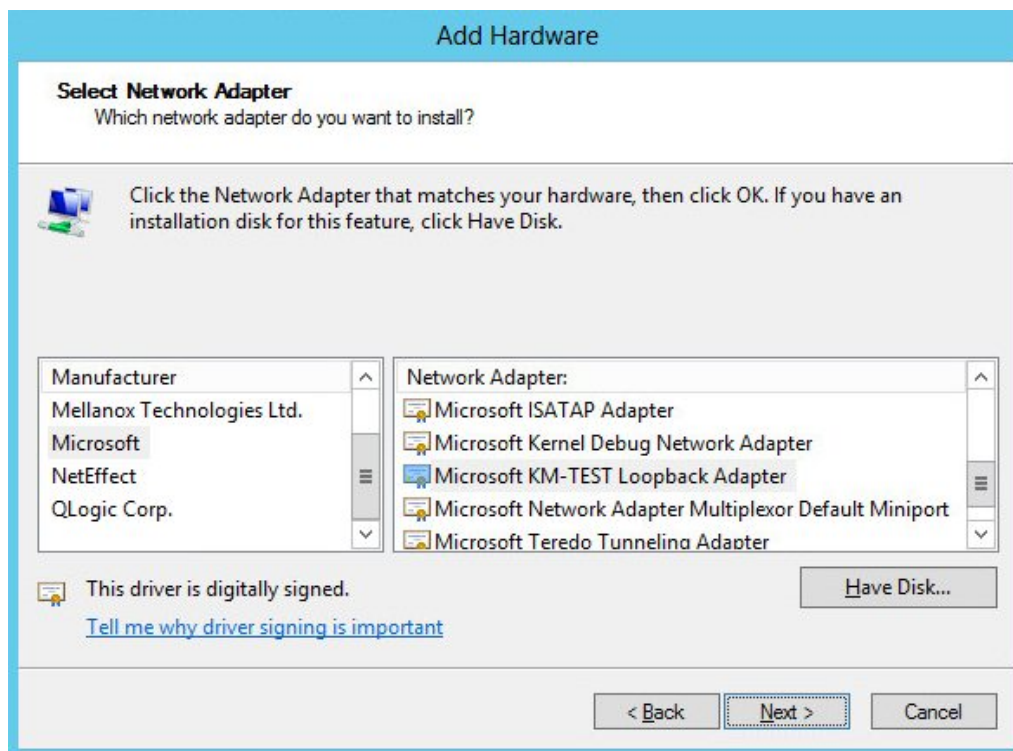 Add Hardware
Select Network Adapter
Which network adapter do you want to install?
Click the Network Adapter that matches your hardware, then click OK. If you have an
installation disk for this feature, click Have Disk.
Manufacturer
Mellanox Technologies Ltd.
Microsoft
NetEffect
QLogic Corp.
Network Adapter:
Microsoft ISATAP Adapter
Microsoft Kernel Debug Network Adapter
Microsoft KM-TEST Loopback Adapter
Microsoft Network Adapter Multiplexor Default Miniport
Microsoft Teredo Tunneling Adapter
This driver is digitally signed.
Have Disk...
Tell me why driver signing is important
< Back
Next >
Cancel